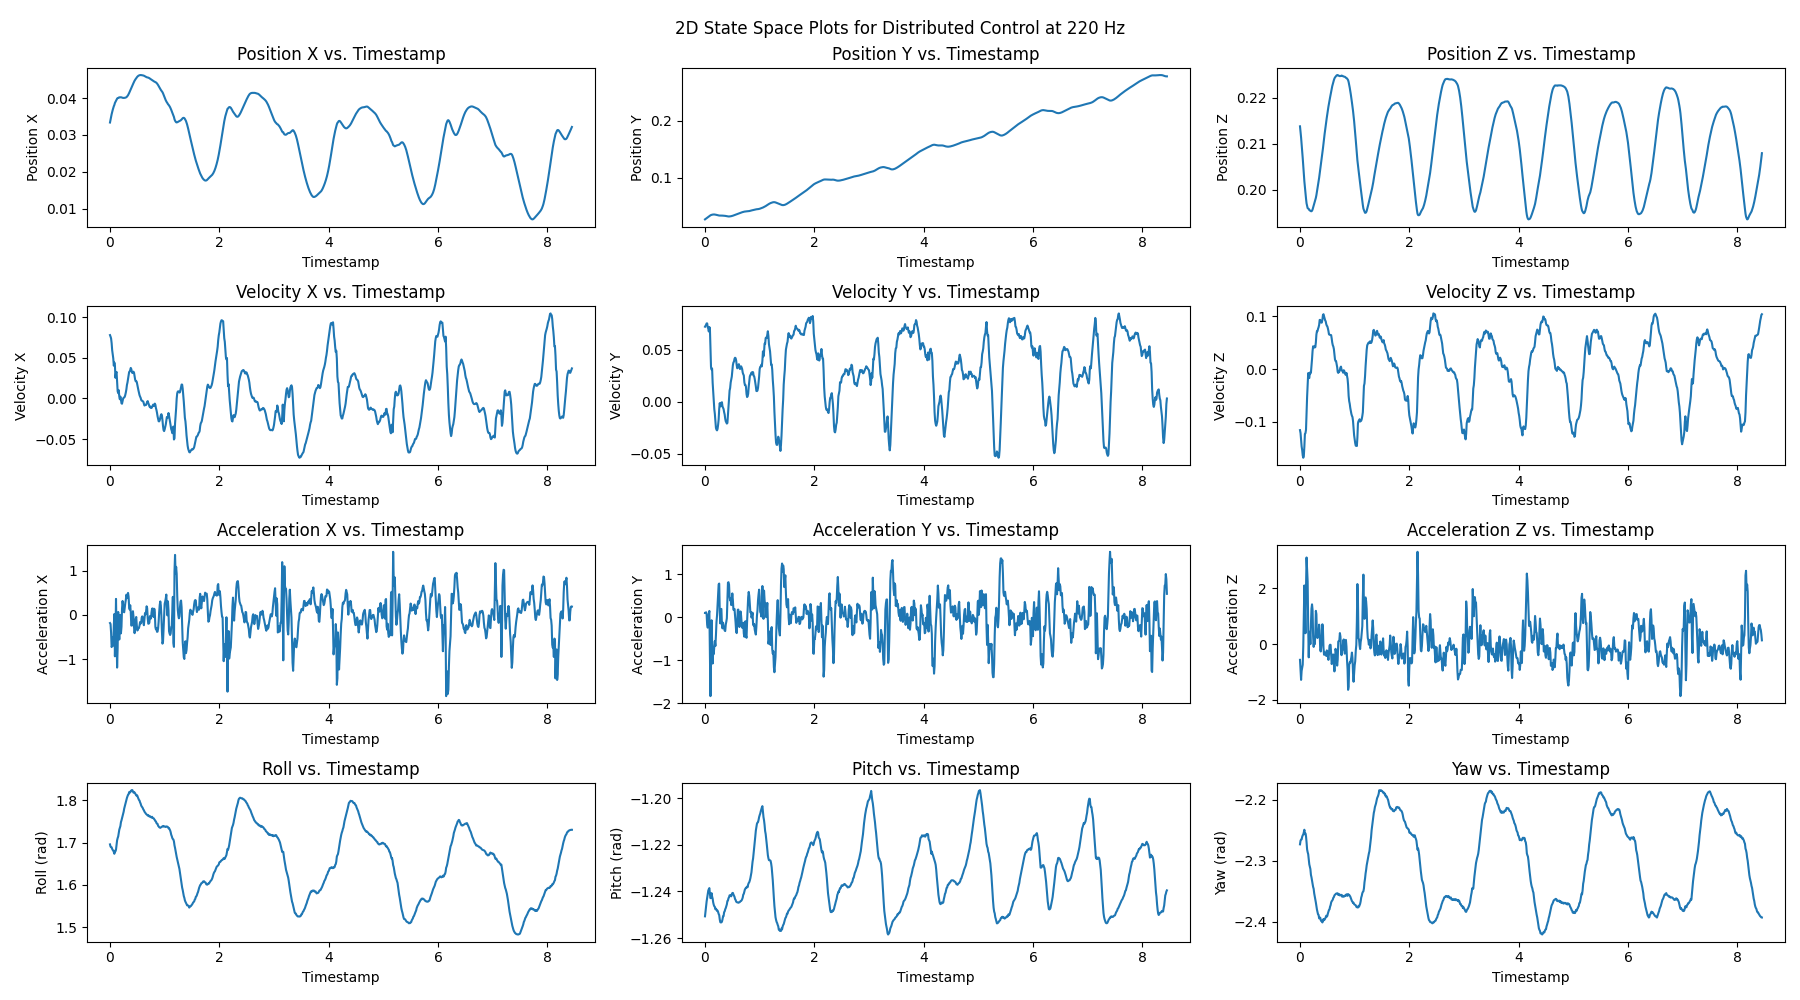 2D State Space Plots for Distributed Control at 220 Hz
Position X vs. Timestamp
Position X
0.04
0.03
0.02
0.01
0 2 4 6 8
Timestamp
Position Y vs. Timestamp
Position Y
0.2
0.1
0 2 4 6 8
Timestamp
Position Z vs. Timestamp
Position Z
0.22
0.21
0.20
0 2 4 6 8
Timestamp
Velocity X vs. Timestamp
Velocity X
0.10
0.05
0.00
−0.05
0 2 4 6 8
Timestamp
Velocity Y vs. Timestamp
Velocity Y
0.05
0.00
−0.05
0 2 4 6 8
Timestamp
Velocity Z vs. Timestamp
Velocity Z
0.1
0.0
−0.1
0 2 4 6 8
Timestamp
Acceleration X vs. Timestamp
Acceleration X
1
0
−1
0 2 4 6 8
Timestamp
Acceleration Y vs. Timestamp
Acceleration Y
1
0
−1
−2
0 2 4 6 8
Timestamp
Acceleration Z vs. Timestamp
Acceleration Z
2
0
−2
0 2 4 6 8
Timestamp
Roll vs. Timestamp
Roll (rad)
1.8
1.7
1.6
1.5
0 2 4 6 8
Timestamp
Pitch vs. Timestamp
Pitch (rad)
−1.20
−1.22
−1.24
−1.26
0 2 4 6 8
Timestamp
Yaw vs. Timestamp
Yaw (rad)
−2.2
−2.3
−2.4
0 2 4 6 8
Timestamp